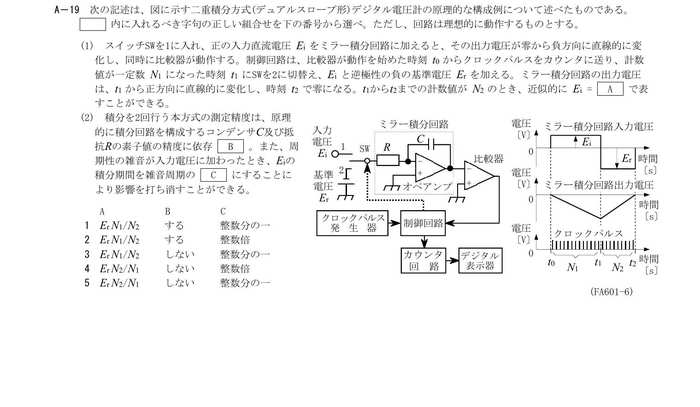 A－19　次の記述は、図に示す二重積分方式(デュアルスロープ形)デジタル電圧計の原理的な構成例について述べたものである。
内に入れるべき字句の正しい組合せを下の番号から選べ。ただし、回路は理想的に動作するものとする。
(1)　スイッチSWを1に入れ、正の入力直流電圧 Ei をミラー積分回路に加えると、その出力電圧が零から負方向に直線的に変
化し、同時に比較器が動作する。制御回路は、比較器が動作を始めた時刻 t0 からクロックパルスをカウンタに送り、計数
値が一定数 N1 になった時刻 t1 にSWを2に切替え、Ei と逆極性の負の基準電圧 Er を加える。ミラー積分回路の出力電圧
は、t1 から正方向に直線的に変化し、時刻 t2 で零になる。t1からt2までの計数値が N2 のとき、近似的に Ei = A で表
すことができる。
(2)　積分を2回行う本方式の測定精度は、原理
的に積分回路を構成するコンデンサC及び抵
抗Rの素子値の精度に依存 B 。また、周
期性の雑音が入力電圧に加わったとき、Eiの
積分期間を雑音周期の C にすることに
より影響を打ち消すことができる。
A　B　C
1　ErN1/N2　する　整数分の一
2　ErN1/N2　する　整数倍
3　ErN1/N2　しない　整数分の一
4　ErN2/N1　しない　整数倍
5　ErN2/N1　しない　整数分の一
ミラー積分回路
入力
電圧
Ei
1
SW
R
C
－
＋
オペアンプ
比較器
－
＋
2
基準
電圧
Er
クロックパルス
発 生 器
制御回路
カウンタ
回　路
デジタル
表示器
電圧
[V]
ミラー積分回路入力電圧
0
Ei
Er
時間
[s]
電圧
[V]
ミラー積分回路出力電圧
0
時間
[s]
電圧
[V]
クロックパルス
0
t0
N1
t1
N2
t2
時間
[s]
(FA601-6)